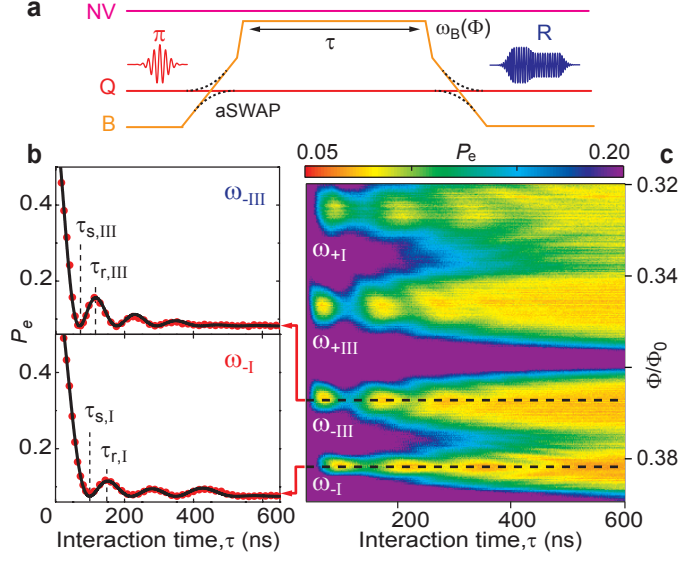 a
NV
ω_B(Φ)
π
τ
R
Q
aSWAP
B
b
P_e
0.05 0.20
c
ω_-III
0.4
τ_s,III
τ_r,III
0.2
P_e
ω_-I
0.4
τ_s,I
τ_r,I
0.2
0 200 400 600
Interaction time,τ (ns)
ω_+I
ω_+III
ω_-III
ω_-I
0.32
0.34
Φ/Φ_0
0.38
200 400 600
Interaction time,τ (ns)